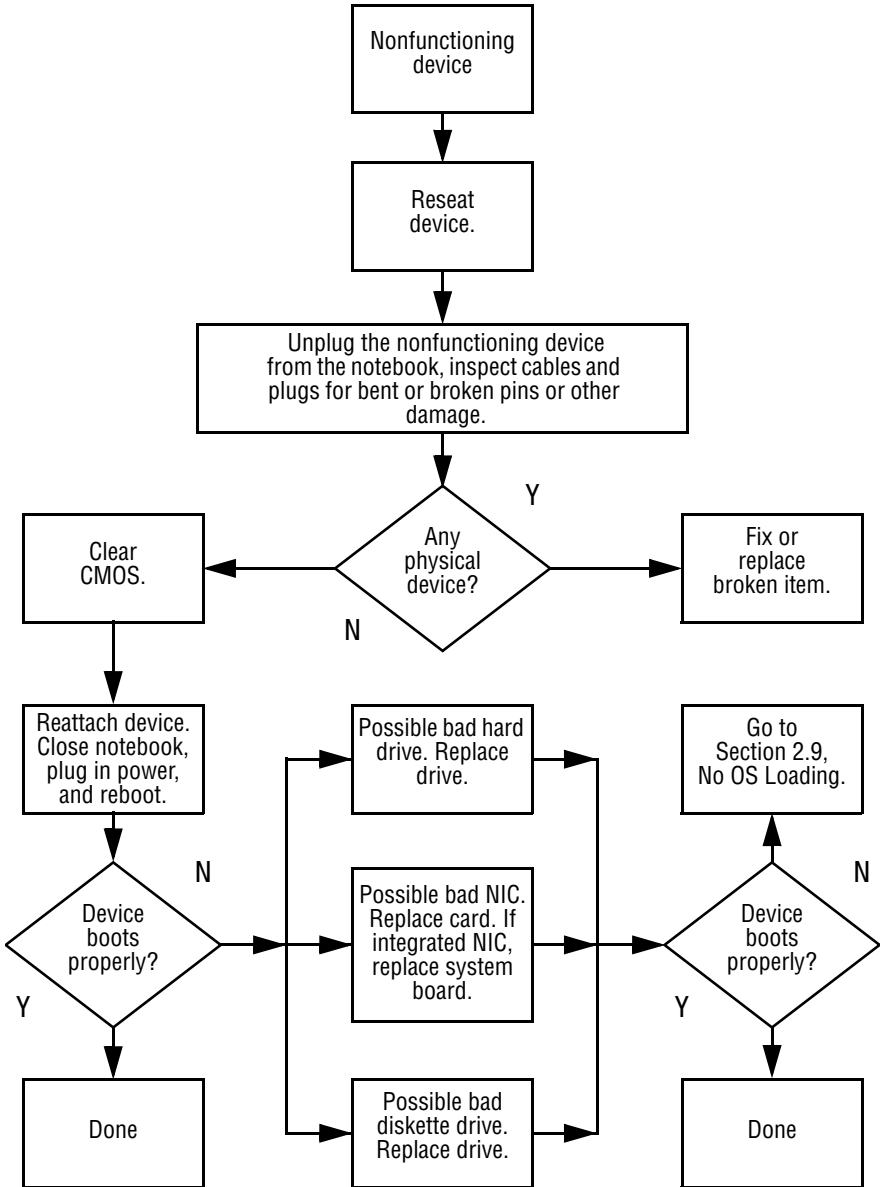 Nonfunctioning
device
Reseat
device.
Unplug the nonfunctioning device
from the notebook, inspect cables and
plugs for bent or broken pins or other
damage.
Y
Any
physical
device?
N
Clear
CMOS.
Fix or
replace
broken item.
Reattach device.
Close notebook,
plug in power,
and reboot.
Possible bad hard
drive. Replace
drive.
Go to
Section 2.9,
No OS Loading.
N
Device
boots
properly?
Y
Possible bad NIC.
Replace card. If
integrated NIC,
replace system
board.
N
Device
boots
properly?
Y
Done
Possible bad
diskette drive.
Replace drive.
Done